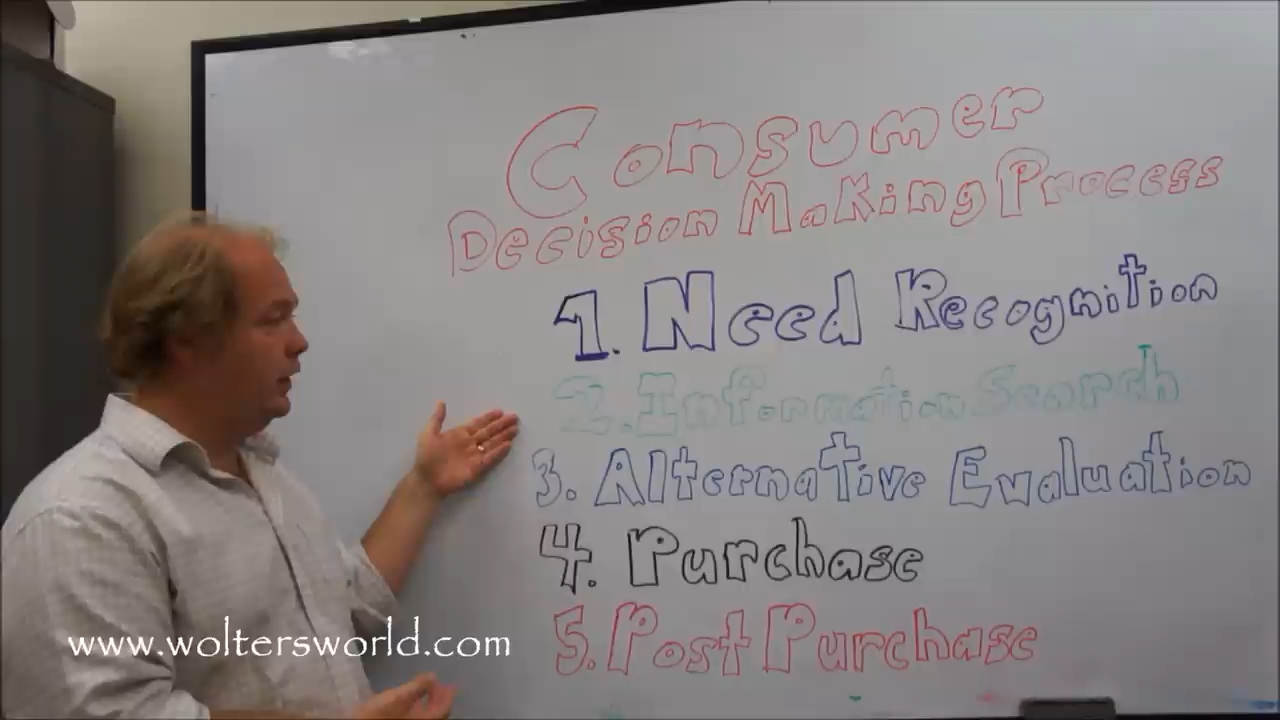 Consumer
Decision Making Process
1. Need Recognition
2. Information Search
3. Alternative Evaluation
4. Purchase
5. Post Purchase
www.woltersworld.com